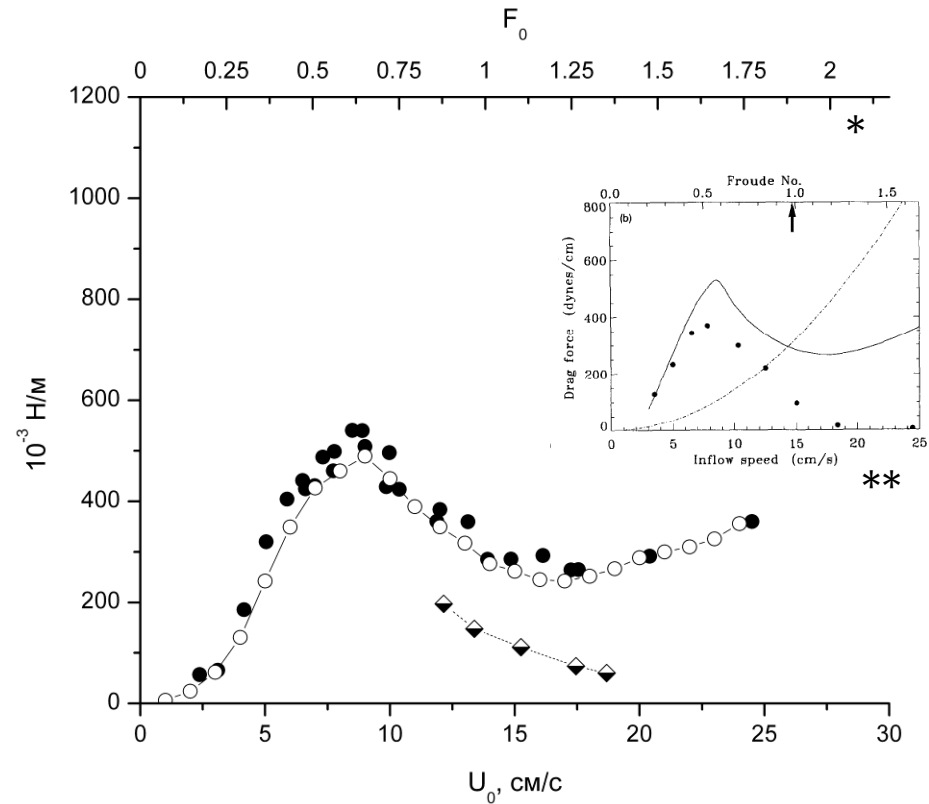 F0
0 0.25 0.5 0.75 1 1.25 1.5 1.75 2
1200
*
1000
Froude No.
0.0 0.5 1.0 1.5
800
(b)
600
400
200
0
Drag force (dynes/cm)
0 5 10 15 20 25
Inflow speed (cm/s)
**
800
600
400
200
0
10-3 Н/м
0 5 10 15 20 25 30
U0, см/с